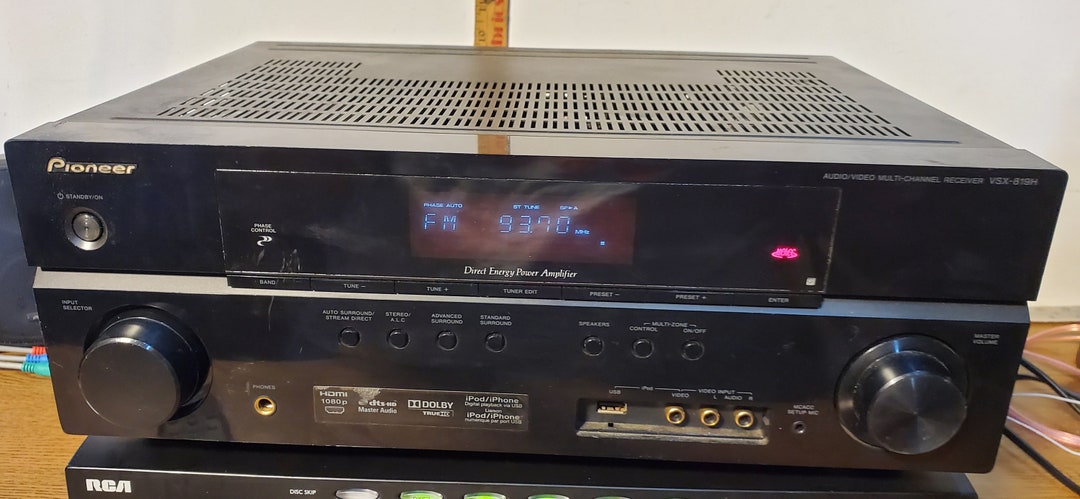 Pioneer
AUDIO/VIDEO MULTI-CHANNEL RECEIVER VSX-819H
STANDBY/ON
PHASE AUTO ST TUNE SP►A
FM 93.70 MHz
PHASE
CONTROL
MCACC
Direct Energy Power Amplifier
BAND TUNE – TUNE + TUNER EDIT PRESET – PRESET + ENTER
INPUT
SELECTOR
AUTO SURROUND/
STREAM DIRECT
STEREO/
A.L.C
ADVANCED
SURROUND
STANDARD
SURROUND
SPEAKERS
MULTI-ZONE
CONTROL ON/OFF
MASTER
VOLUME
PHONES
HDMI
1080p
dts-HD
Master Audio
DOLBY
TRUEHD
iPod/iPhone
Digital playback via USB
Liaison
iPod/iPhone
numérique par port USB
iPod
USB
VIDEO INPUT
VIDEO L AUDIO R
MCACC
SETUP MIC
RCA
DISC SKIP